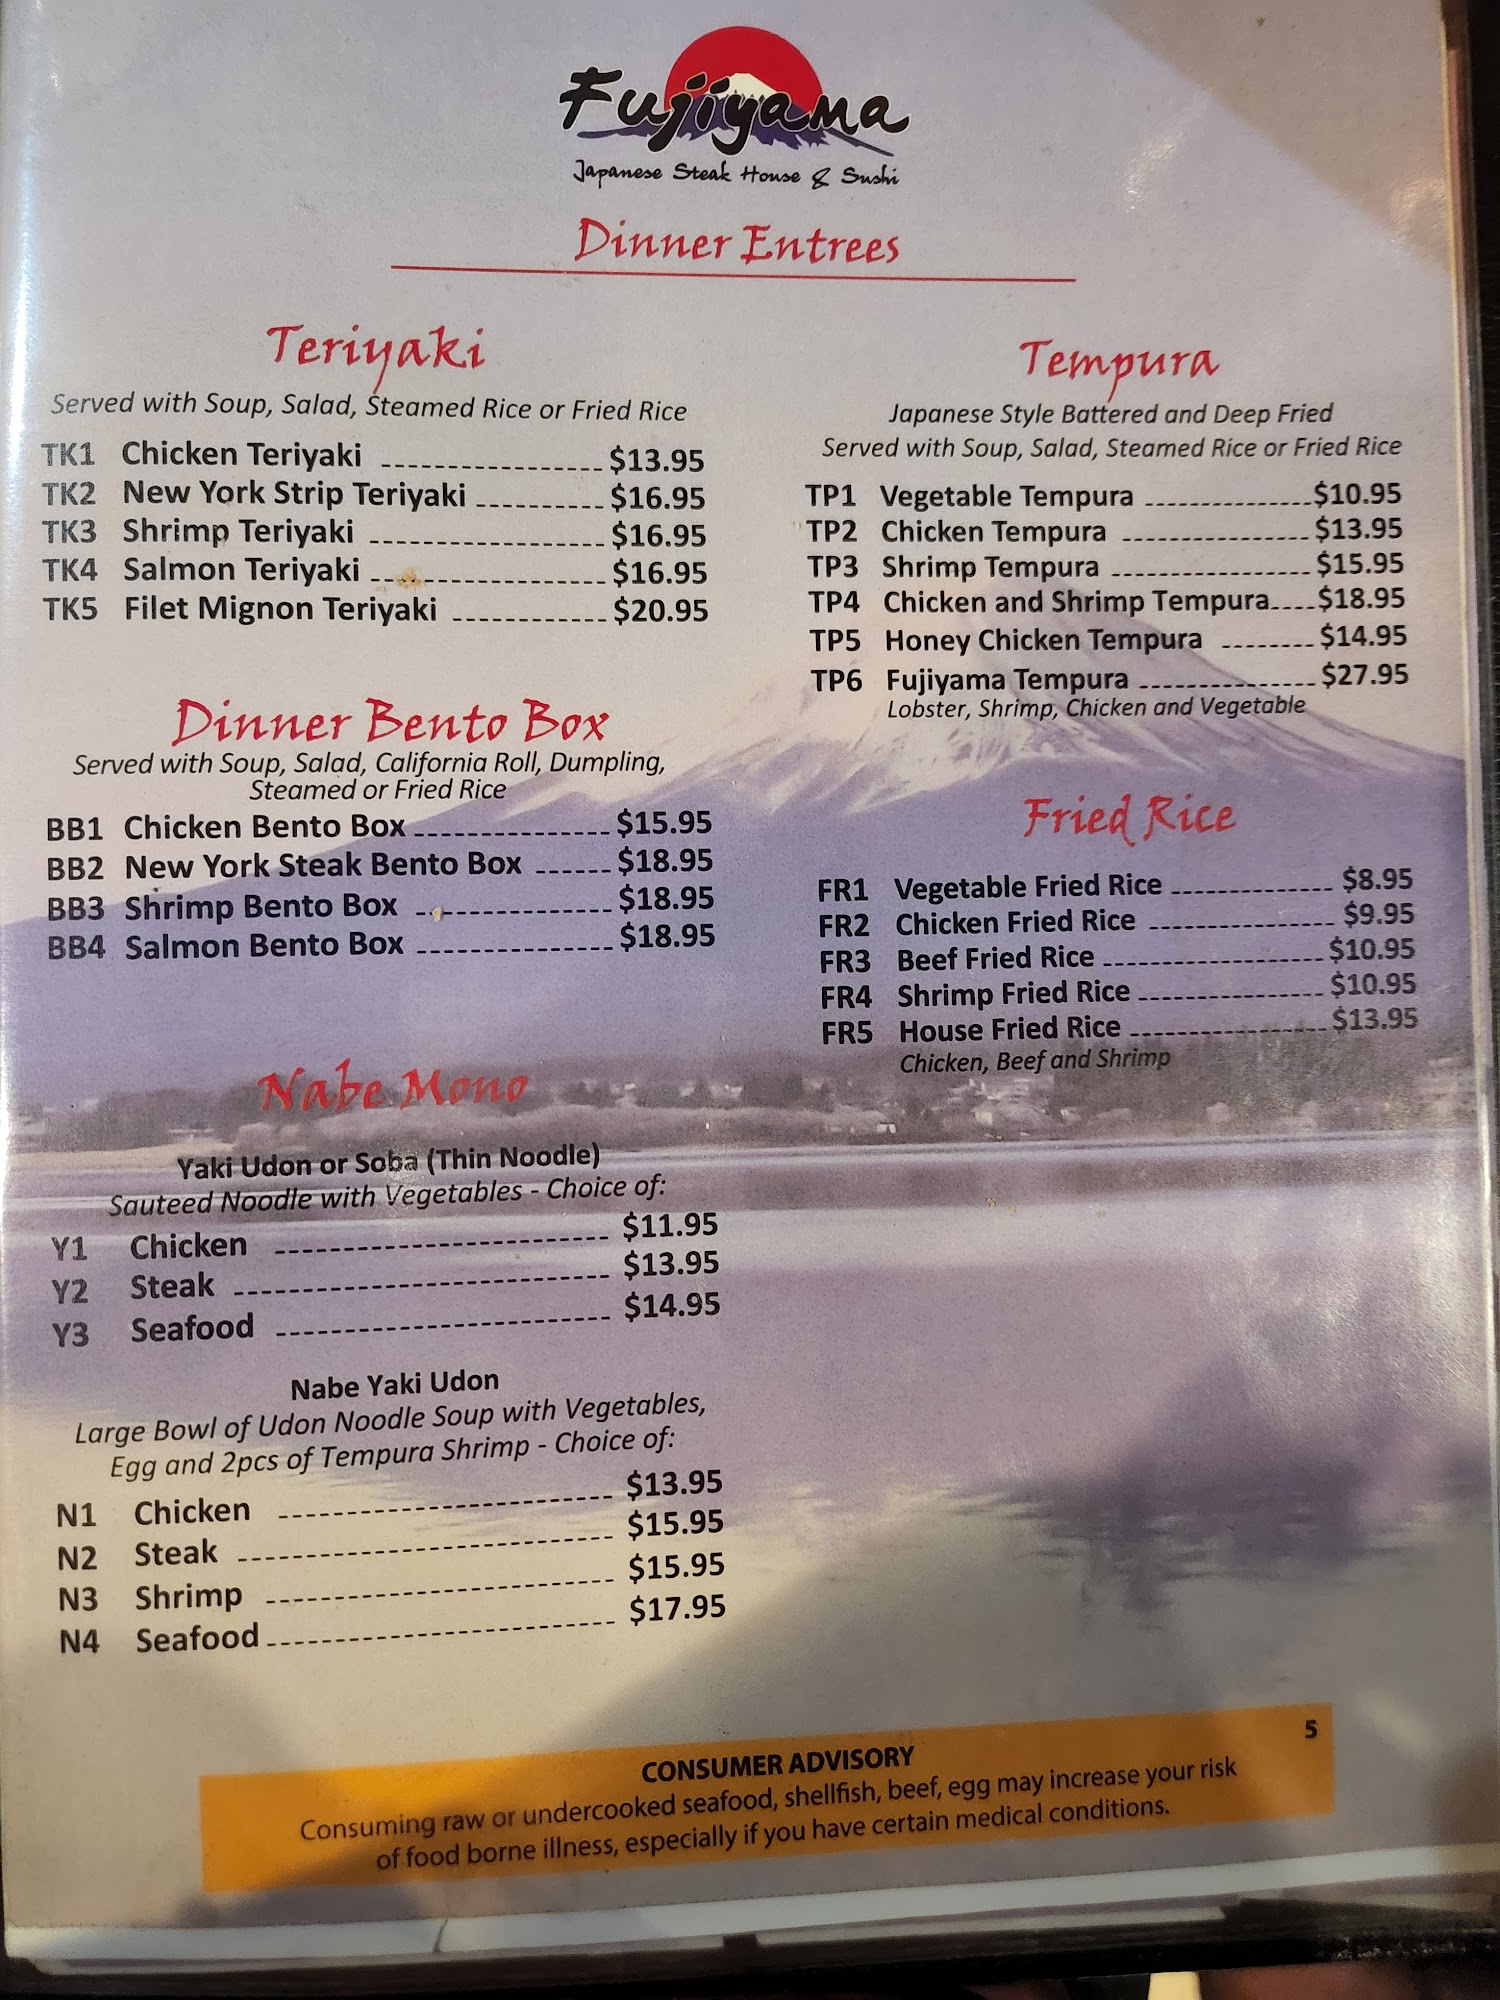 Fujiyama
Japanese Steak House & Sushi
Dinner Entrees
Teriyaki
Served with Soup, Salad, Steamed Rice or Fried Rice
TK1 Chicken Teriyaki $13.95
TK2 New York Strip Teriyaki $16.95
TK3 Shrimp Teriyaki $16.95
TK4 Salmon Teriyaki $16.95
TK5 Filet Mignon Teriyaki $20.95
Dinner Bento Box
Served with Soup, Salad, California Roll, Dumpling,
Steamed or Fried Rice
BB1 Chicken Bento Box $15.95
BB2 New York Steak Bento Box $18.95
BB3 Shrimp Bento Box $18.95
BB4 Salmon Bento Box $18.95
Nabe Mono
Yaki Udon or Soba (Thin Noodle)
Sauteed Noodle with Vegetables - Choice of:
Y1 Chicken $11.95
Y2 Steak $13.95
Y3 Seafood $14.95
Nabe Yaki Udon
Large Bowl of Udon Noodle Soup with Vegetables,
Egg and 2pcs of Tempura Shrimp - Choice of:
N1 Chicken $13.95
N2 Steak $15.95
N3 Shrimp $15.95
N4 Seafood $17.95
Tempura
Japanese Style Battered and Deep Fried
Served with Soup, Salad, Steamed Rice or Fried Rice
TP1 Vegetable Tempura $10.95
TP2 Chicken Tempura $13.95
TP3 Shrimp Tempura $15.95
TP4 Chicken and Shrimp Tempura $18.95
TP5 Honey Chicken Tempura $14.95
TP6 Fujiyama Tempura $27.95
Lobster, Shrimp, Chicken and Vegetable
Fried Rice
FR1 Vegetable Fried Rice $8.95
FR2 Chicken Fried Rice $9.95
FR3 Beef Fried Rice $10.95
FR4 Shrimp Fried Rice $10.95
FR5 House Fried Rice $13.95
Chicken, Beef and Shrimp
5
CONSUMER ADVISORY
Consuming raw or undercooked seafood, shellfish, beef, egg may increase your risk
of food borne illness, especially if you have certain medical conditions.